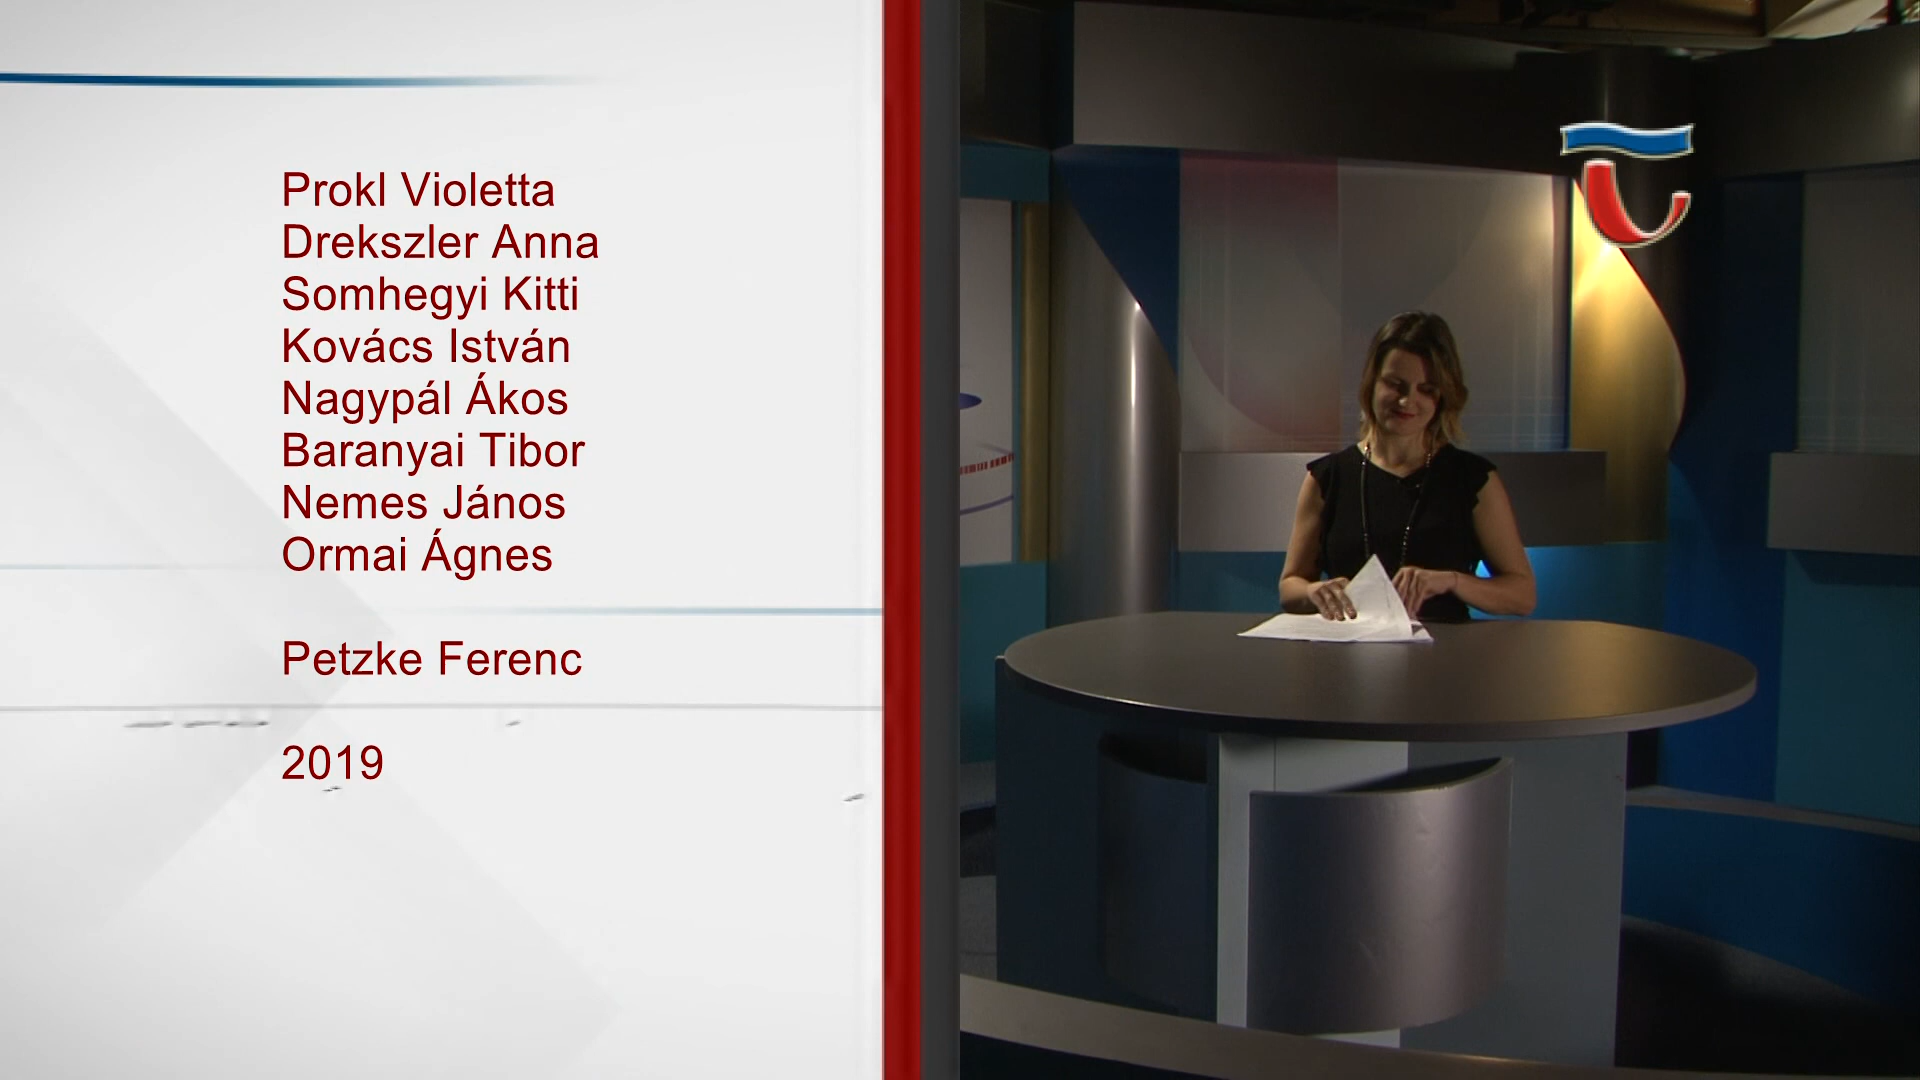 Prokl Violetta
Drekszler Anna
Somhegyi Kitti
Kovács István
Nagypál Ákos
Baranyai Tibor
Nemes János
Ormai Ágnes
Petzke Ferenc
2019